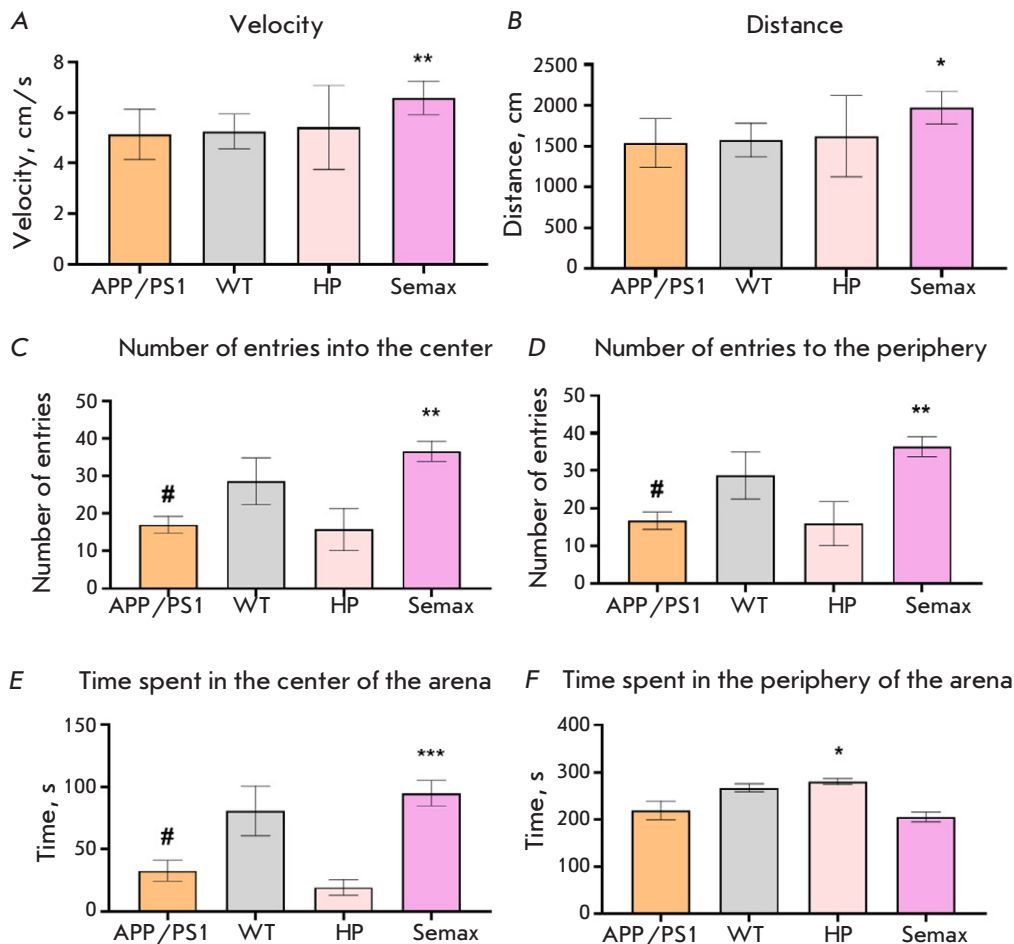 A Velocity
Velocity, cm/s
8
6
4
2
0
**
APP/PS1 WT HP Semax
B Distance
Distance, cm
2500
2000
1500
1000
500
0
*
APP/PS1 WT HP Semax
C Number of entries into the center
Number of entries
50
40
30
20
10
0
#
**
APP/PS1 WT HP Semax
D Number of entries to the periphery
Number of entries
50
40
30
20
10
0
#
**
APP/PS1 WT HP Semax
E Time spent in the center of the arena
Time, s
150
100
50
0
#
***
APP/PS1 WT HP Semax
F Time spent in the periphery of the arena
Time, s
400
300
200
100
0
*
APP/PS1 WT HP Semax